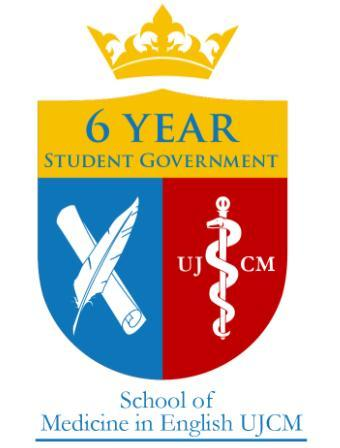 6 YEAR
STUDENT GOVERNMENT
UJ CM
School of
Medicine in English UJCM